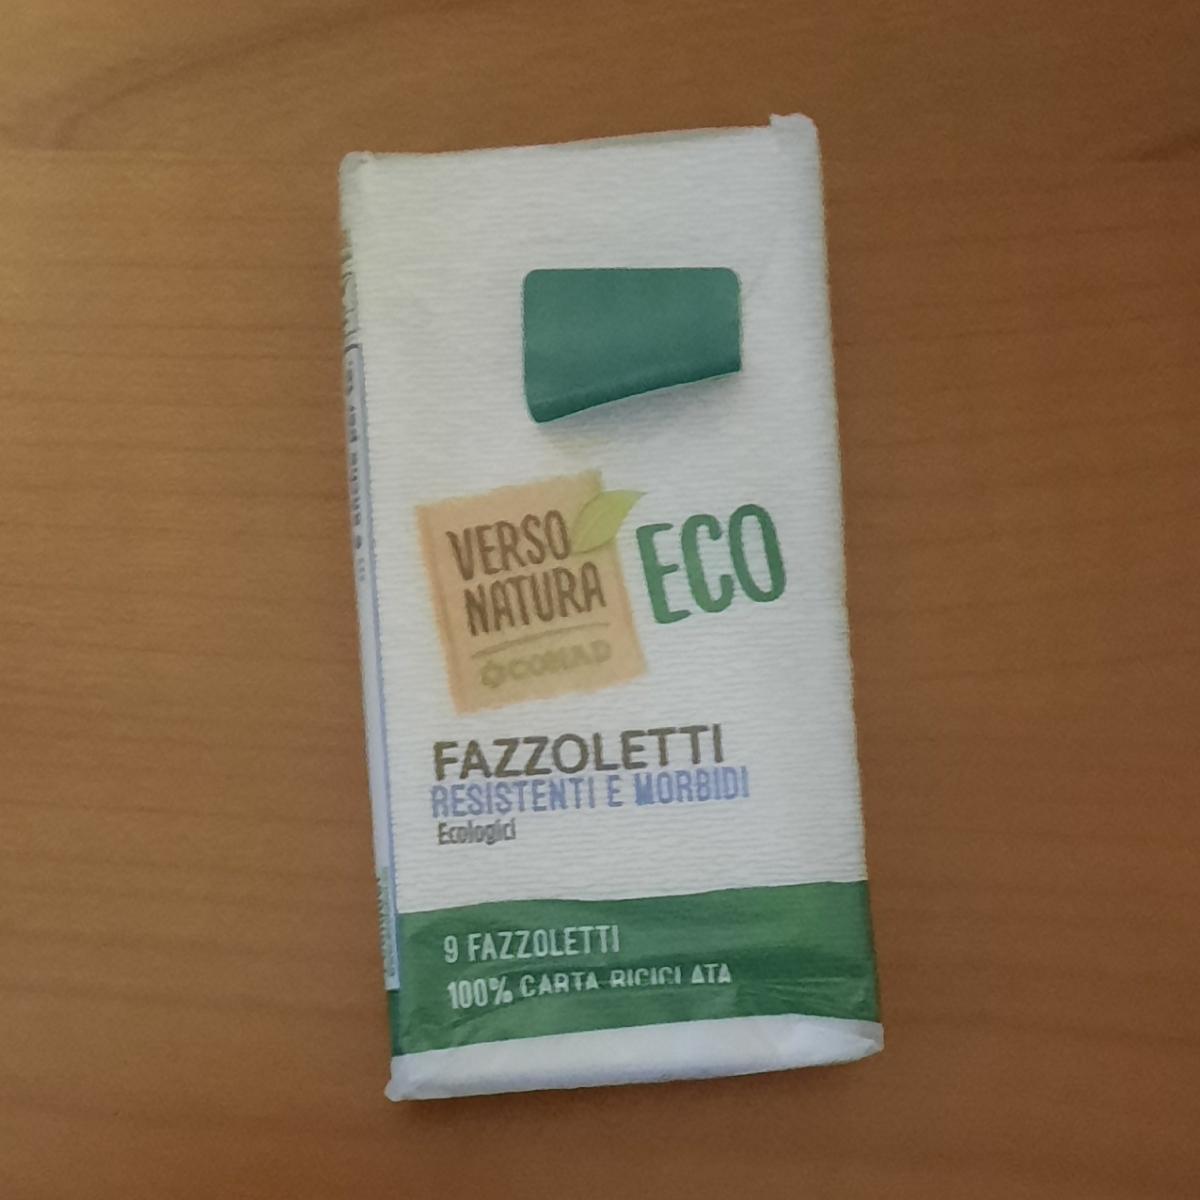 VERSO
NATURA
CONAD
ECO
FAZZOLETTI
RESISTENTI E MORBIDI
Ecologici
9 FAZZOLETTI
100% CARTA RICICLATA